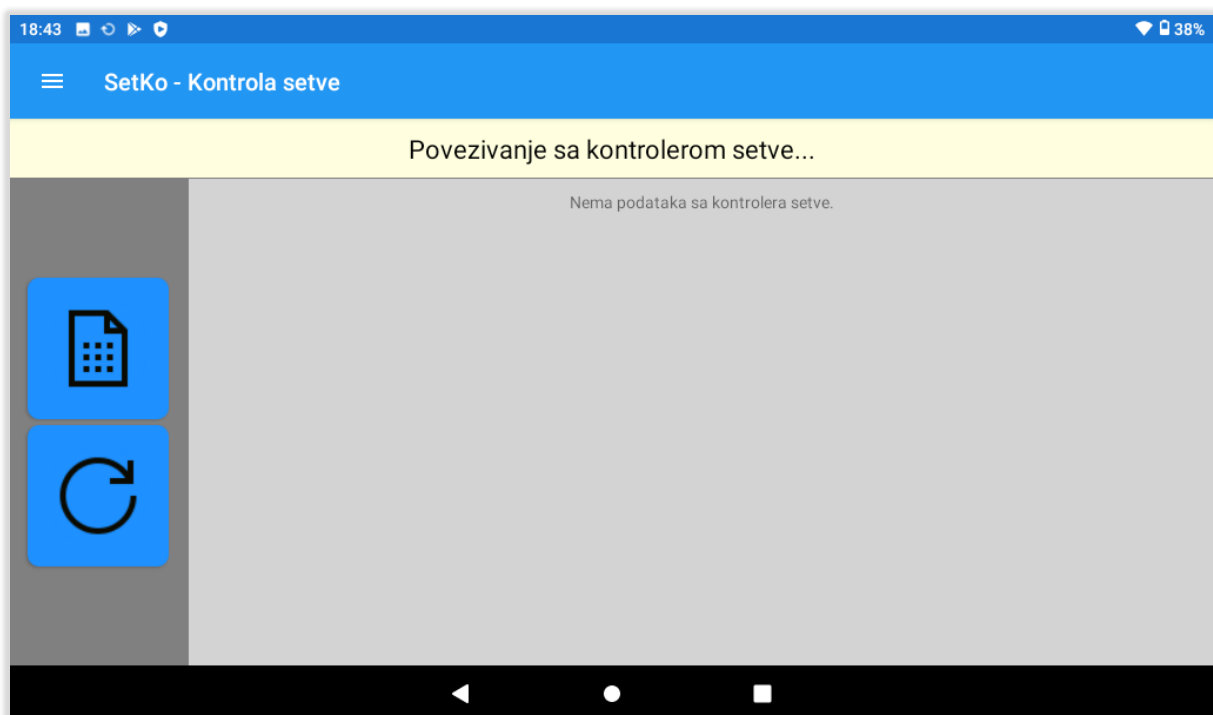 18:43
38%
SetKo - Kontrola setve
Povezivanje sa kontrolerom setve...
Nema podataka sa kontrolera setve.